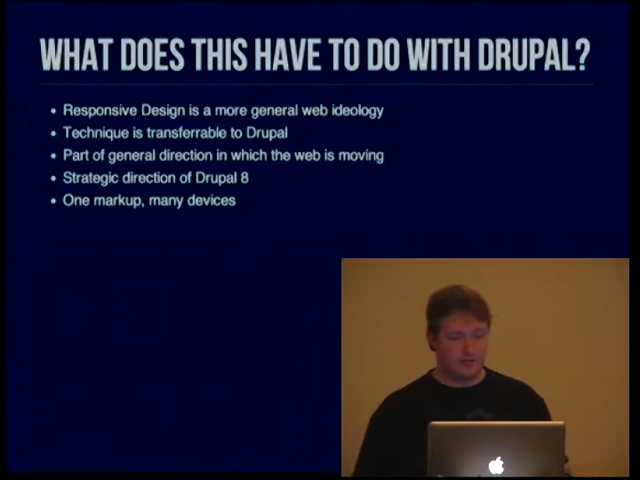 WHAT DOES THIS HAVE TO DO WITH DRUPAL?
• Responsive Design is a more general web ideology
• Technique is transferrable to Drupal
• Part of general direction in which the web is moving
• Strategic direction of Drupal 8
• One markup, many devices